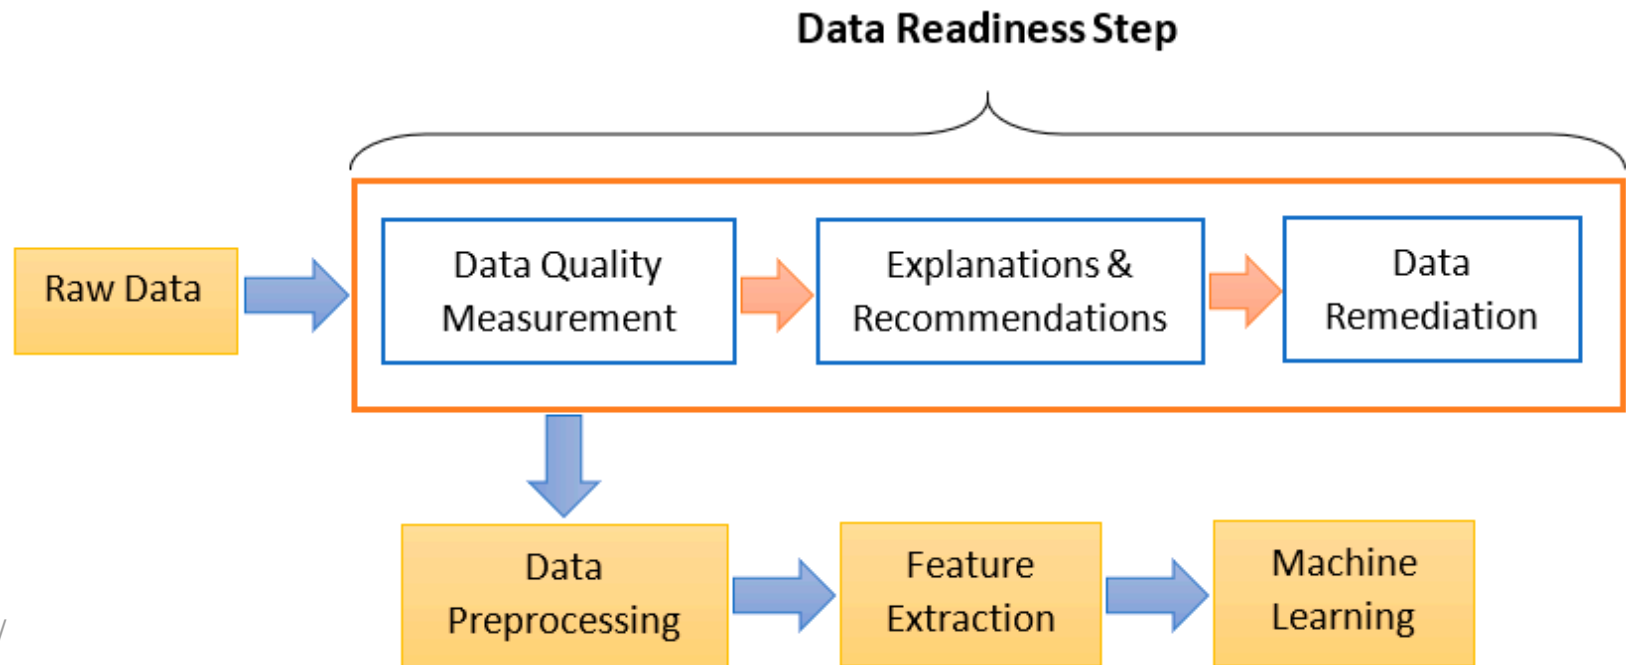 Data Readiness Step
Raw Data
Data Quality
Measurement
Explanations &
Recommendations
Data
Remediation
Data
Preprocessing
Feature
Extraction
Machine
Learning
/